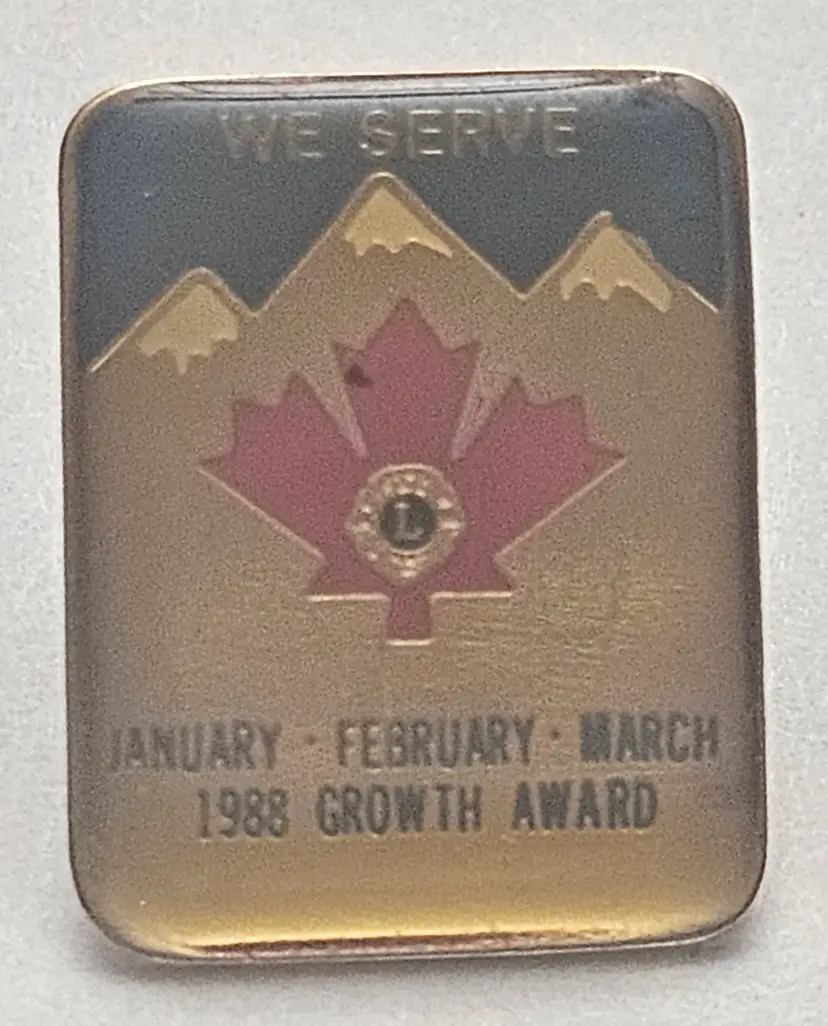 WE SERVE
L
JANUARY · FEBRUARY · MARCH
1988 GROWTH AWARD